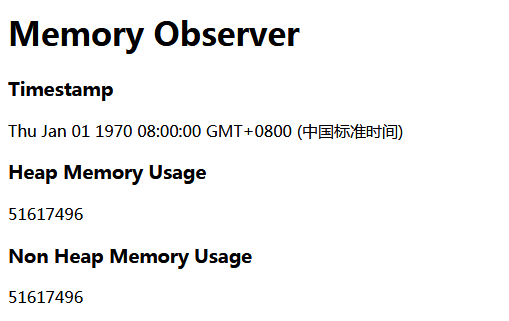 Memory Observer
Timestamp
Thu Jan 01 1970 08:00:00 GMT+0800 (中国标准时间)
Heap Memory Usage
51617496
Non Heap Memory Usage
51617496